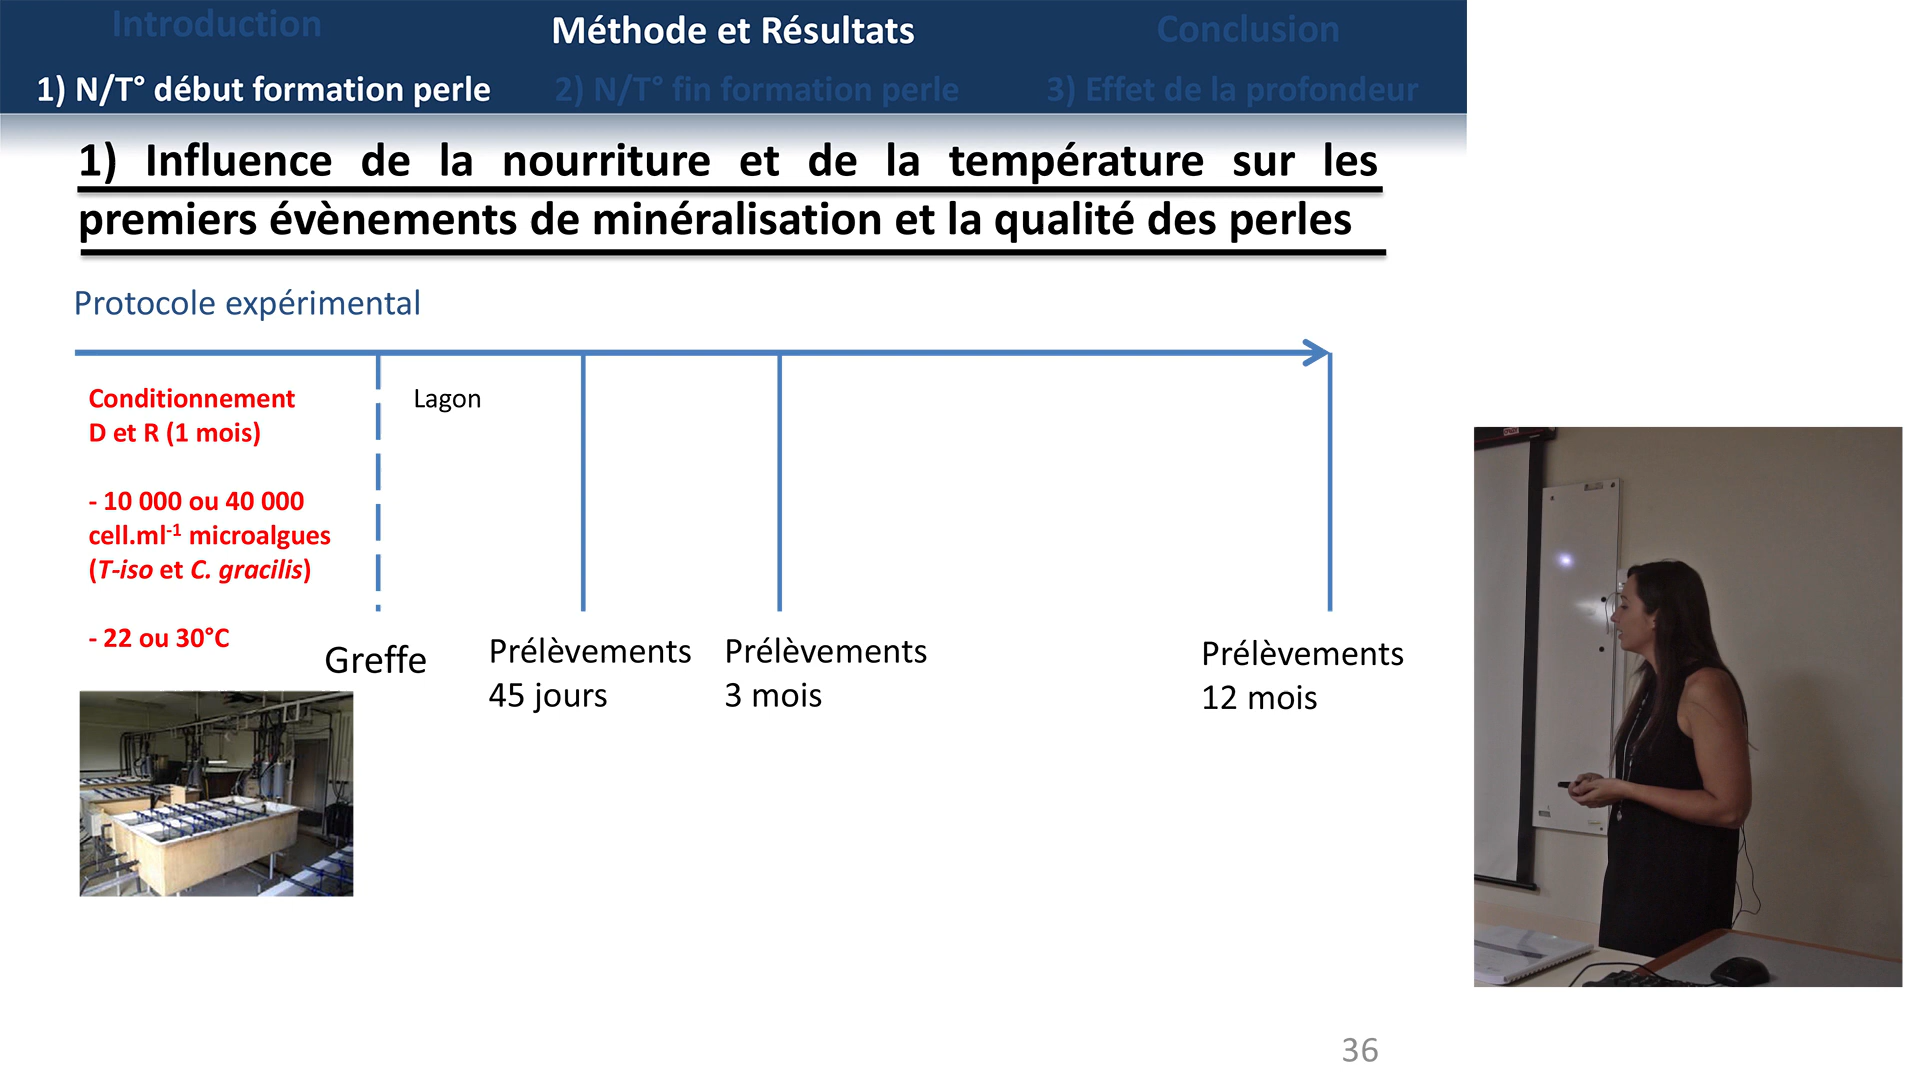 Introduction
Méthode et Résultats
Conclusion
1) N/T° début formation perle
2) N/T° fin formation perle
3) Effet de la profondeur
1) Influence de la nourriture et de la température sur les
premiers évènements de minéralisation et la qualité des perles
Protocole expérimental
Conditionnement
D et R (1 mois)
- 10 000 ou 40 000
cell.ml⁻¹ microalgues
(T-iso et C. gracilis)
- 22 ou 30°C
Lagon
Greffe
Prélèvements
45 jours
Prélèvements
3 mois
Prélèvements
12 mois
36